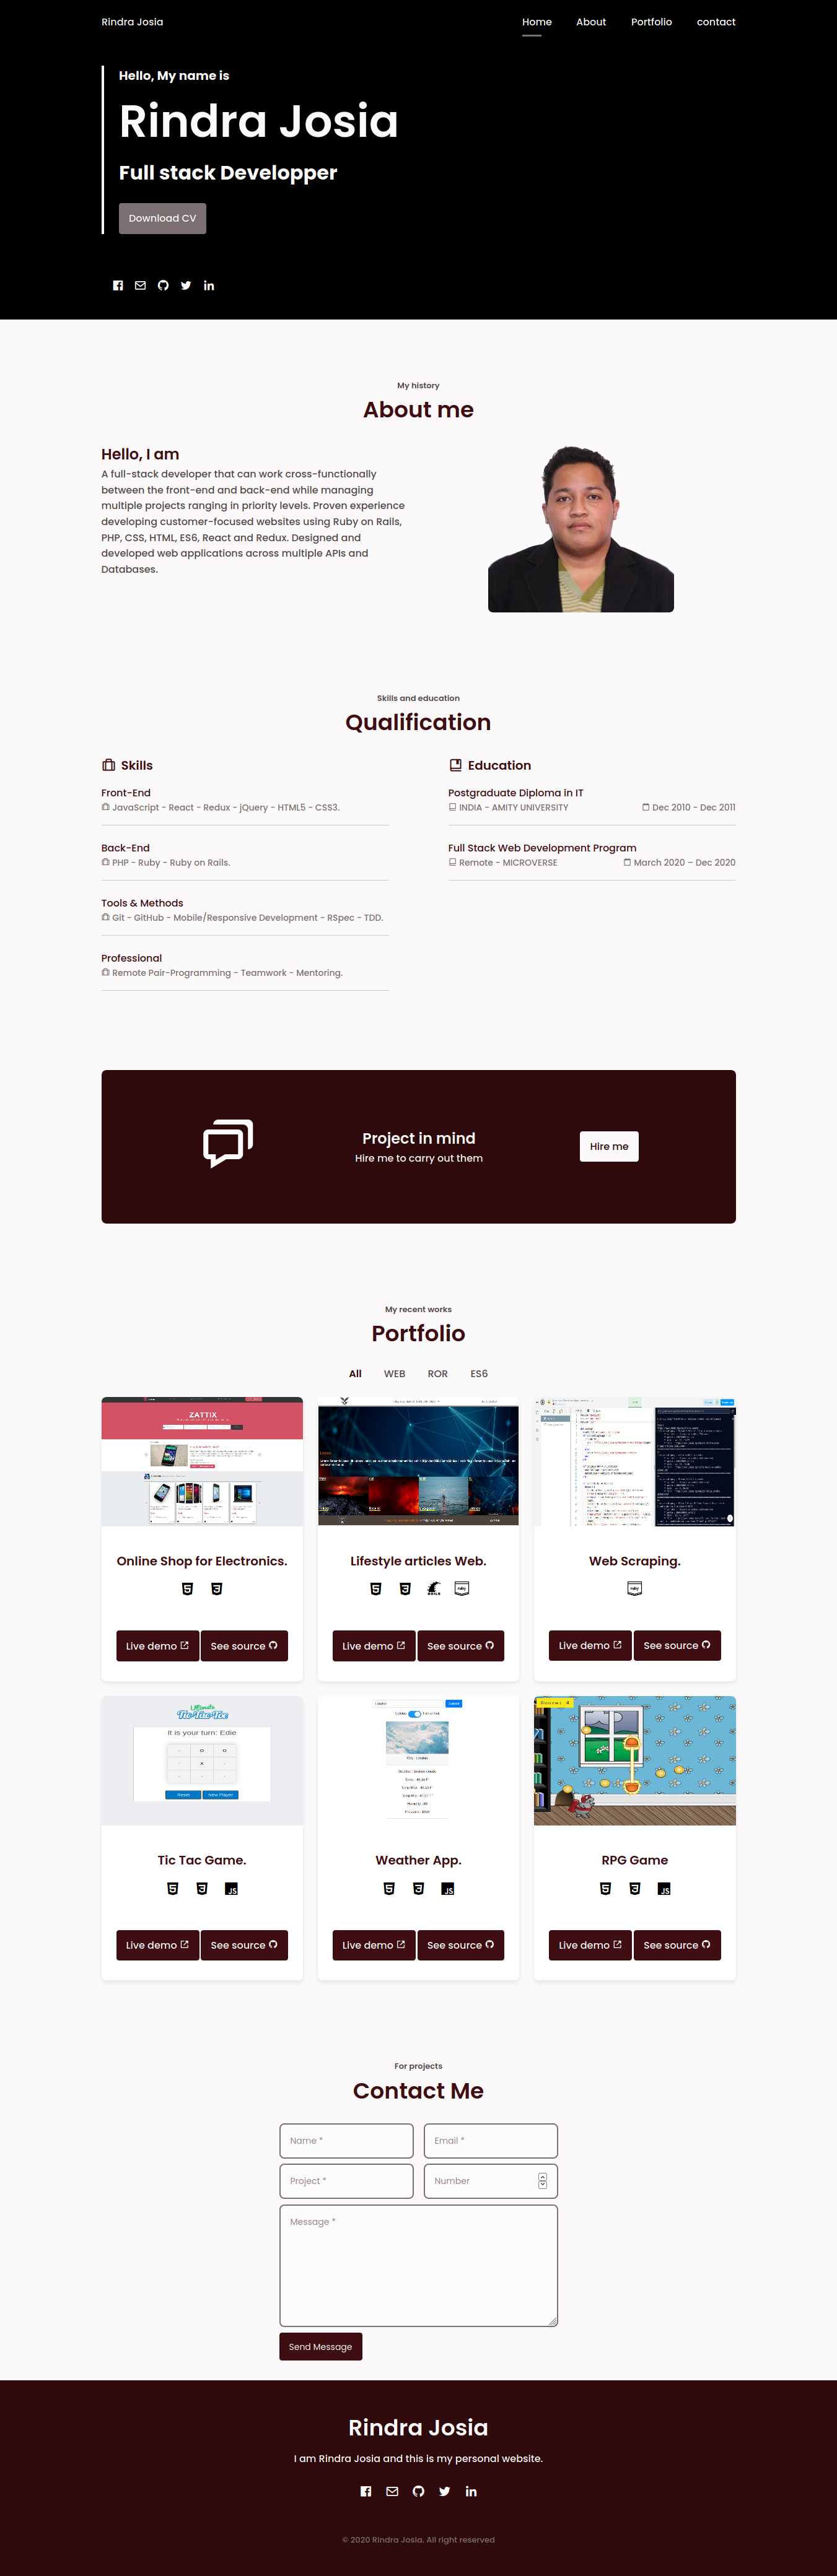 Rindra Josia
Home About Portfolio contact
Hello, My name is
Rindra Josia
Full stack Developper
Download CV
My history
About me
Hello, I am
A full-stack developer that can work cross-functionally
between the front-end and back-end while managing
multiple projects ranging in priority levels. Proven experience
developing customer-focused websites using Ruby on Rails,
PHP, CSS, HTML, ES6, React and Redux. Designed and
developed web applications across multiple APIs and
Databases.
Skills and education
Qualification
Skills
Front-End
JavaScript - React - Redux - jQuery - HTML5 - CSS3.
Back-End
PHP - Ruby - Ruby on Rails.
Tools & Methods
Git - GitHub - Mobile/Responsive Development - RSpec - TDD.
Professional
Remote Pair-Programming - Teamwork - Mentoring.
Education
Postgraduate Diploma in IT
INDIA - AMITY UNIVERSITY Dec 2010 - Dec 2011
Full Stack Web Development Program
Remote - MICROVERSE March 2020 – Dec 2020
Project in mind
Hire me to carry out them
Hire me
My recent works
Portfolio
All WEB ROR ES6
ZATTIX
Online Shop for Electronics.
Live demo See source
Lifestyle articles Web.
Live demo See source
Web Scraping.
Live demo See source
Ultimate
Tic Tac Toe
It is your turn: Edie
Reset New Player
Tic Tac Game.
Live demo See source
Weather App.
Live demo See source
RPG Game
Live demo See source
For projects
Contact Me
Name * Email *
Project * Number
Message *
Send Message
Rindra Josia
I am Rindra Josia and this is my personal website.
© 2020 Rindra Josia. All right reserved